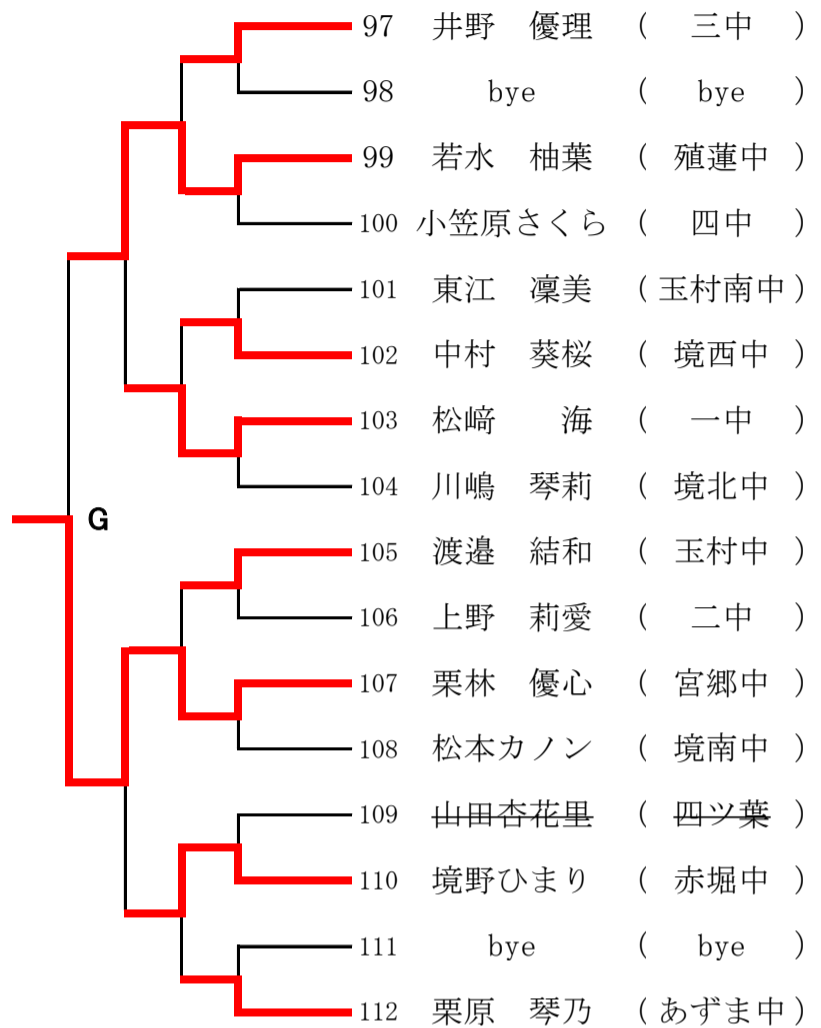 97 井野 優理 ( 三中 )
98 bye ( bye )
99 若水 柚葉 ( 殖蓮中 )
100 小笠原さくら ( 四中 )
101 東江 凜美 ( 玉村南中 )
102 中村 葵桜 ( 境西中 )
103 松﨑 海 ( 一中 )
104 川嶋 琴莉 ( 境北中 )
G
105 渡邉 結和 ( 玉村中 )
106 上野 莉愛 ( 二中 )
107 栗林 優心 ( 宮郷中 )
108 松本カノン ( 境南中 )
109 山田杏花里 ( 四ツ葉 )
110 境野ひまり ( 赤堀中 )
111 bye ( bye )
112 栗原 琴乃 ( あずま中 )